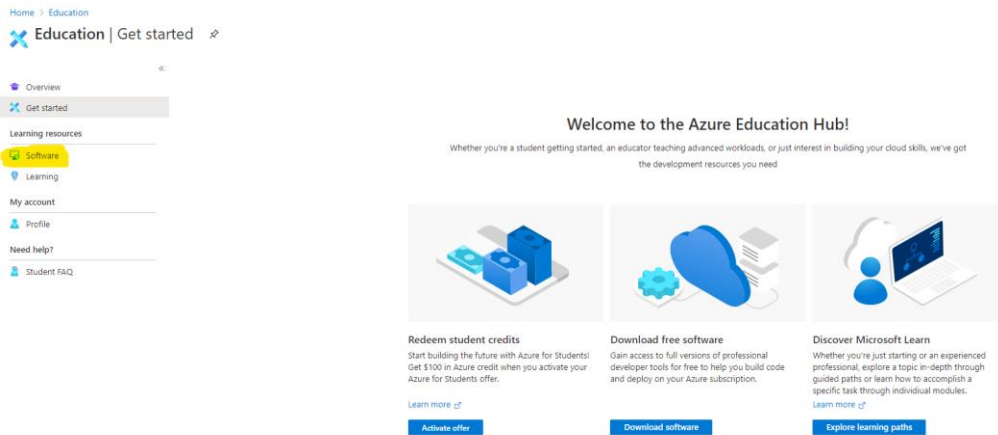 Home > Education
Education | Get started
«
Overview
Get started
Learning resources
Software
Learning
My account
Profile
Need help?
Student FAQ
Welcome to the Azure Education Hub!
Whether you're a student getting started, an educator teaching advanced workloads, or just interest in building your cloud skills, we've got
the development resources you need
Redeem student credits
Start building the future with Azure for Students!
Get $100 in Azure credit when you activate your
Azure for Students offer.
Learn more
Activate offer
Download free software
Gain access to full versions of professional
developer tools for free to help you build code
and deploy on your Azure subscription.
Download software
Discover Microsoft Learn
Whether you're just starting or an experienced
professional, explore a topic in-depth through
guided paths or learn how to accomplish a
specific task through individiual modules.
Learn more
Explore learning paths